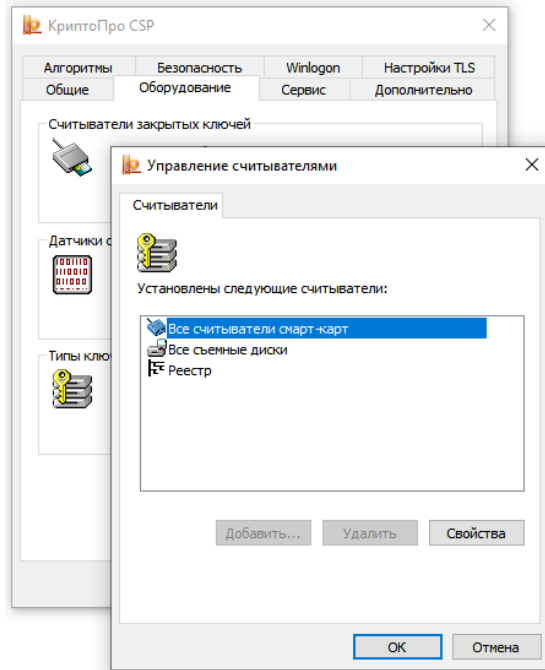 КриптоПро CSP
Алгоритмы Безопасность Winlogon Настройки TLS
Общие Оборудование Сервис Дополнительно
Считыватели закрытых ключей
Управление считывателями
Считыватели
Датчики
Установлены следующие считыватели:
Все считыватели смарт-карт
Все съемные диски
Реестр
Типы
Добавить... Удалить Свойства
OK Отмена